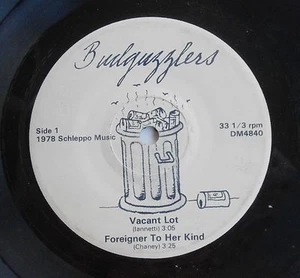 Budguzzlers
Side 1
1978 Schleppo Music
33 1/3 rpm
DM4840
Vacant Lot
(Iannetti) 3:05
Foreigner To Her Kind
(Chaney) 3:25